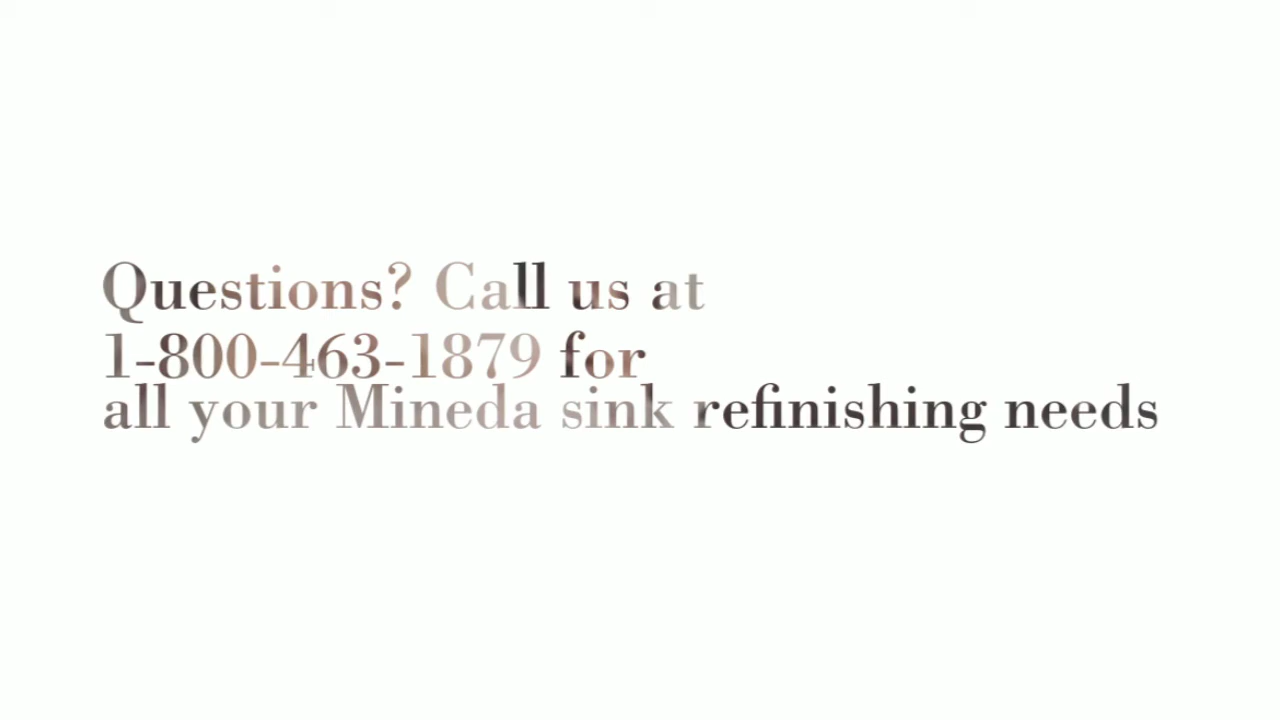 Questions? Call us at
1-800-463-1879 for
all your Mineda sink refinishing needs